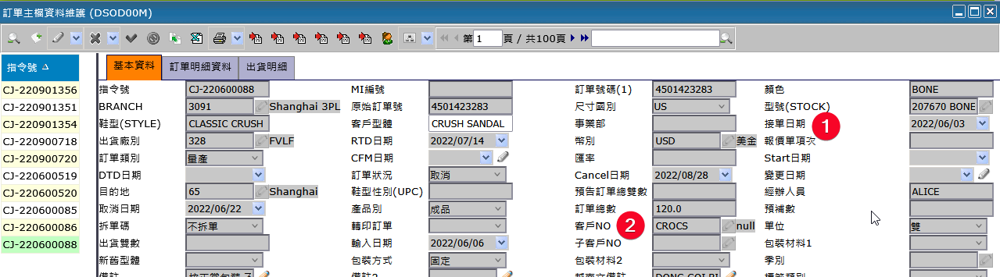 訂單主檔資料維護 (DSOD00M)
第 1 頁 / 共100頁
指令號
CJ-220901356
CJ-220901351
CJ-220901354
CJ-220900718
CJ-220900720
CJ-220600519
CJ-220600520
CJ-220600085
CJ-220600086
CJ-220600088
基本資料 訂單明細資料 出貨明細
指令號 CJ-220600088 MI編號 訂單號碼(1) 4501423283 顏色 BONE
BRANCH 3091 Shanghai 3PL 原始訂單號 4501423283 尺寸國別 US 型號(STOCK) 207670 BONE
鞋型(STYLE) CLASSIC CRUSH 客戶型體 CRUSH SANDAL 事業部 接單日期 1 2022/06/03
出貨廠別 328 FVLF RTD日期 2022/07/14 幣別 USD 美金 報價單項次
訂單類別 量產 CFM日期 匯率 Start日期
DTD日期 訂單狀況 取消 Cancel日期 2022/08/28 變更日期
目的地 65 Shanghai 鞋型性別(UPC) 預告訂單總雙數 經辦人員 ALICE
取消日期 2022/06/22 產品別 成品 訂單總數 120.0 預補數
拆單碼 不拆單 轉印訂單 客戶NO 2 CROCS null 單位 雙
出貨雙數 輸入日期 2022/06/06 子客戶NO 包裝材料1
新舊型體 包裝方式 固定 包裝材料2 季別